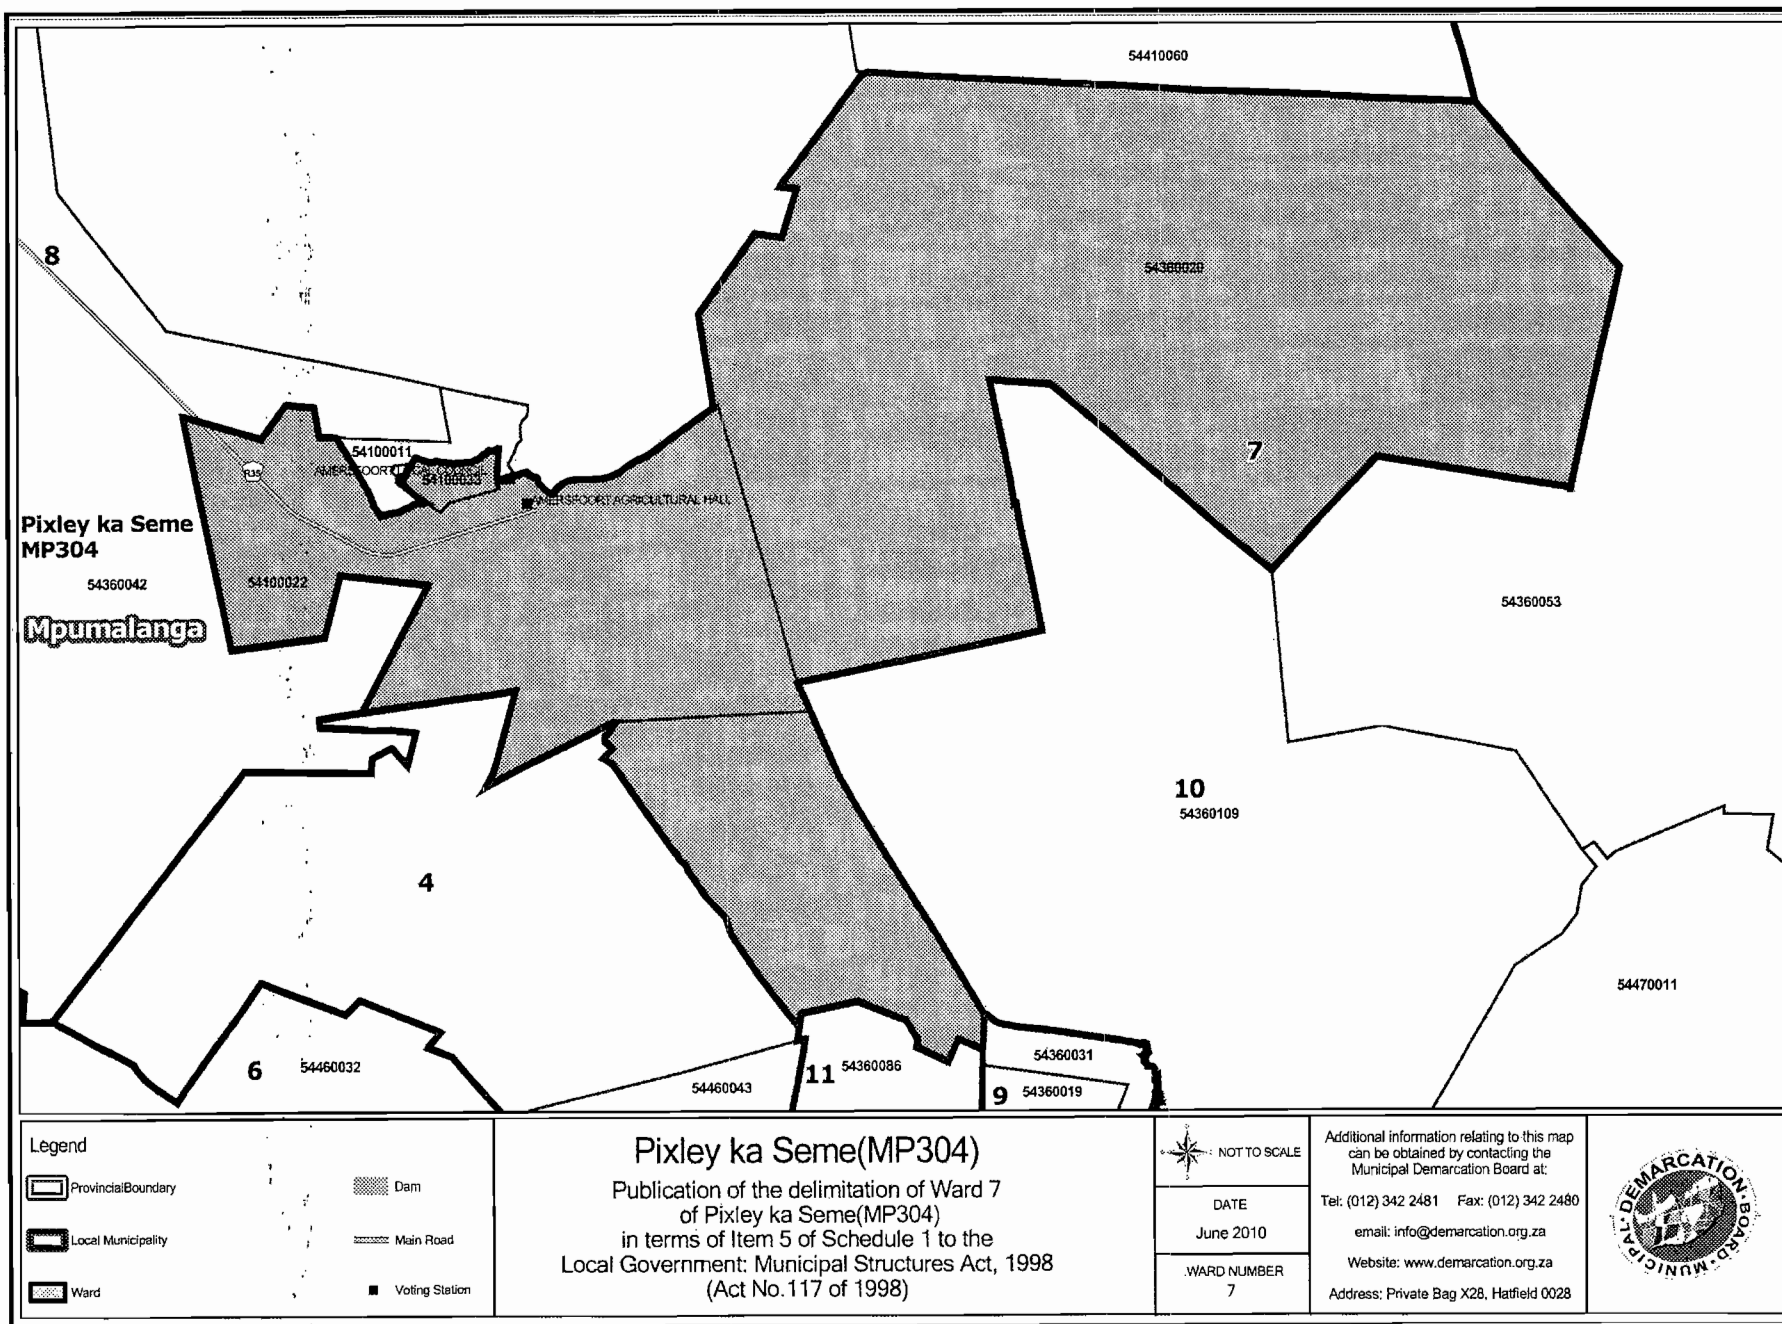 54410060
8
54360020
7
54100011
AMERSFOORT LOCAL COUNCIL
54100033
R35
AMERSFOORT AGRICULTURAL HALL
Pixley ka Seme
MP304
54360042
54100022
Mpumalanga
54360053
10
54360109
4
54470011
6
54460032
54460043
11
54360086
54360031
9
54360019
Legend
ProvincialBoundary
Local Municipality
Ward
Dam
Main Road
Voting Station
Pixley ka Seme(MP304)
Publication of the delimitation of Ward 7
of Pixley ka Seme(MP304)
in terms of Item 5 of Schedule 1 to the
Local Government: Municipal Structures Act, 1998
(Act No.117 of 1998)
NOT TO SCALE
DATE
June 2010
WARD NUMBER
7
Additional information relating to this map
can be obtained by contacting the
Municipal Demarcation Board at:
Tel: (012) 342 2481 Fax: (012) 342 2480
email: info@demarcation.org.za
Website: www.demarcation.org.za
Address: Private Bag X28, Hatfield 0028
MUNICIPAL DEMARCATION BOARD